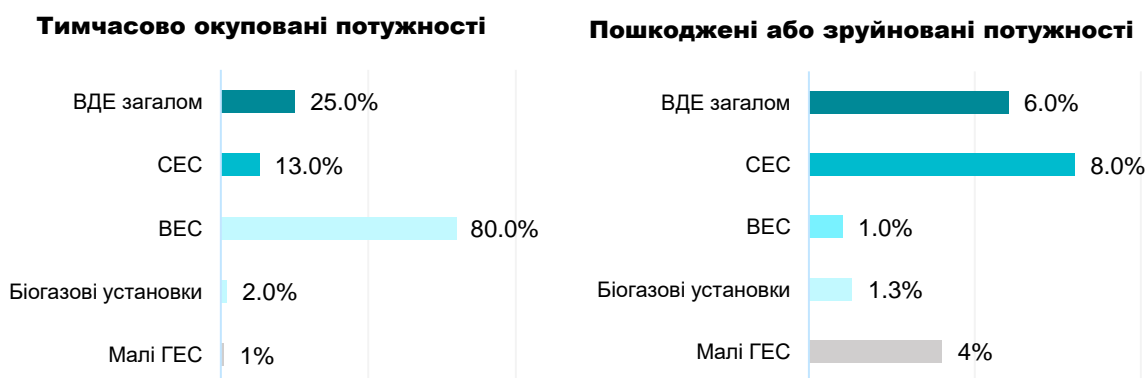 Тимчасово окуповані потужності
ВДЕ загалом 25.0%
СЕС 13.0%
ВЕС 80.0%
Біогазові установки 2.0%
Малі ГЕС 1%
Пошкоджені або зруйновані потужності
ВДЕ загалом 6.0%
СЕС 8.0%
ВЕС 1.0%
Біогазові установки 1.3%
Малі ГЕС 4%